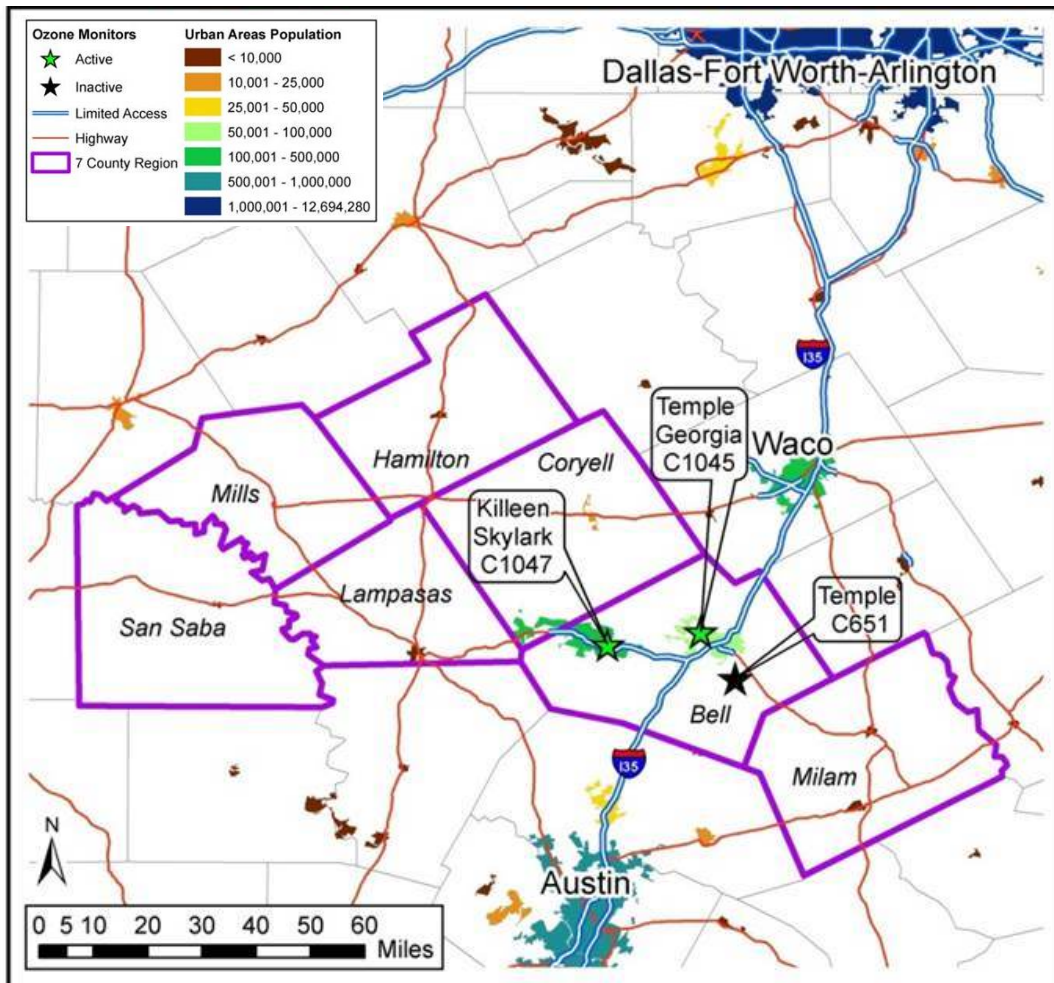 Ozone Monitors
Active
Inactive
Limited Access
Highway
7 County Region
Urban Areas Population
< 10,000
10,001 - 25,000
25,001 - 50,000
50,001 - 100,000
100,001 - 500,000
500,001 - 1,000,000
1,000,001 - 12,694,280
Dallas-Fort Worth-Arlington
I35
Temple
Georgia
C1045
Waco
Hamilton
Coryell
Mills
Killeen
Skylark
C1047
Temple
C651
Lampasas
San Saba
Bell
I35
Milam
N
Austin
0 5 10 20 30 40 50 60
Miles